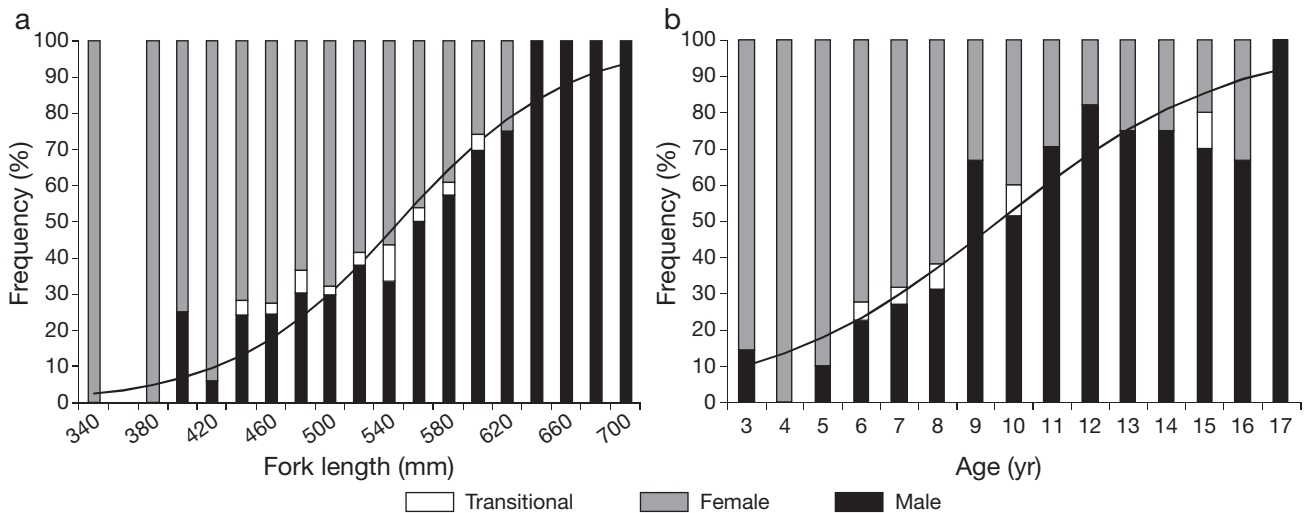 a
100
90
80
70
60
50
40
30
20
10
0
Frequency (%)
340 380 420 460 500 540 580 620 660 700
Fork length (mm)
b
100
90
80
70
60
50
40
30
20
10
0
Frequency (%)
3 4 5 6 7 8 9 10 11 12 13 14 15 16 17
Age (yr)
Transitional Female Male